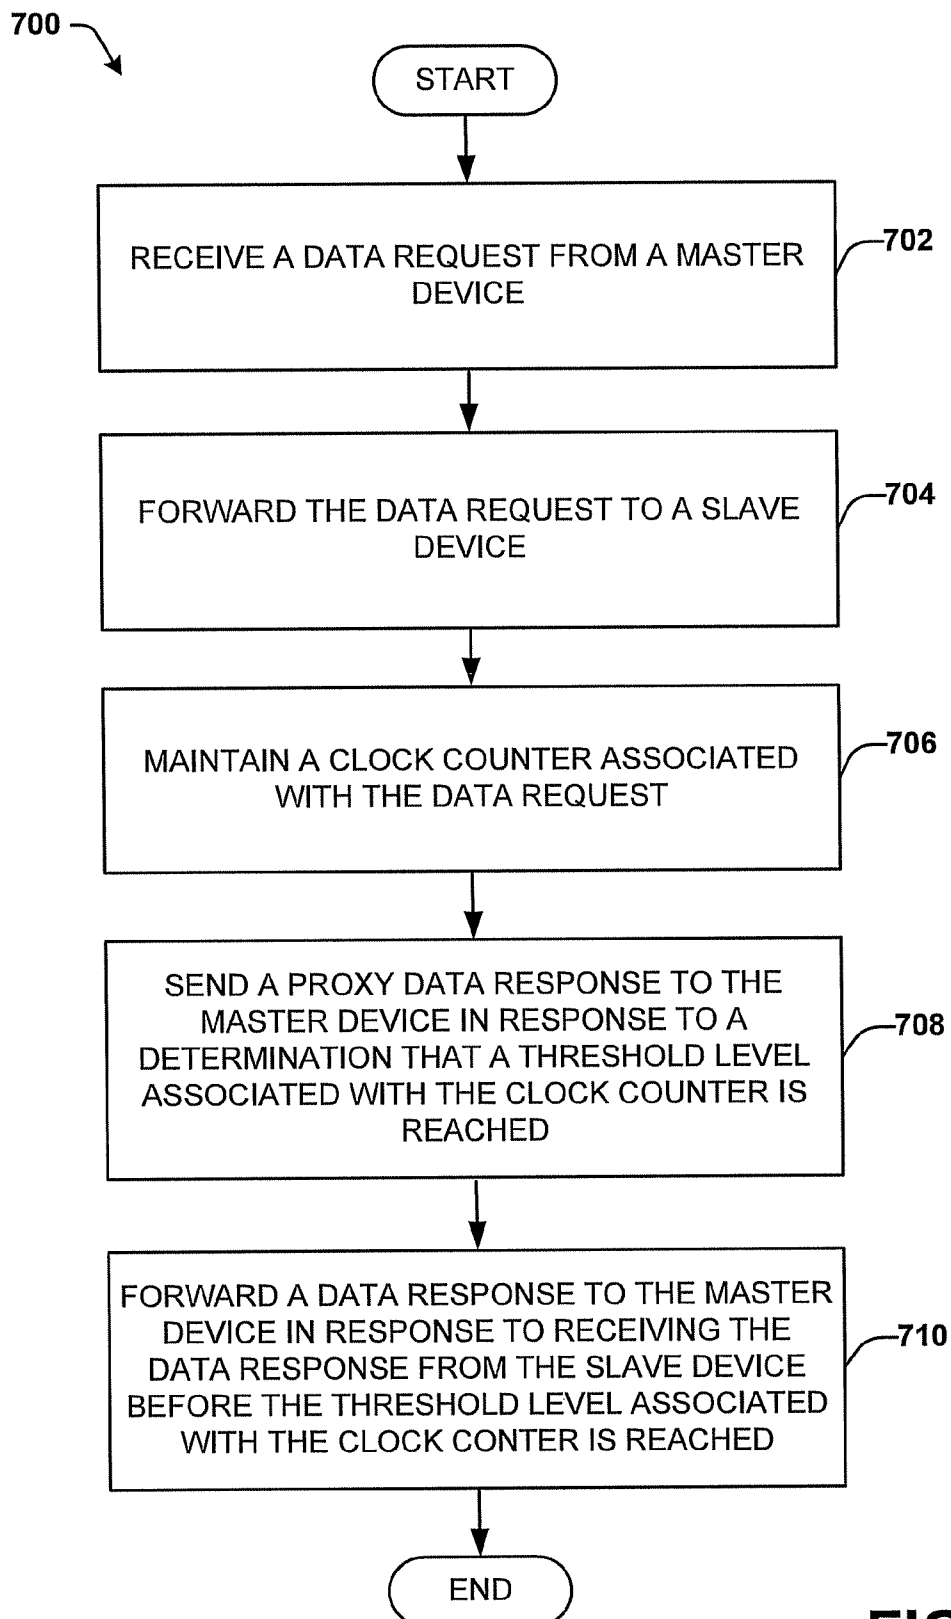 700
START
RECEIVE A DATA REQUEST FROM A MASTER
DEVICE
702
FORWARD THE DATA REQUEST TO A SLAVE
DEVICE
704
MAINTAIN A CLOCK COUNTER ASSOCIATED
WITH THE DATA REQUEST
706
SEND A PROXY DATA RESPONSE TO THE
MASTER DEVICE IN RESPONSE TO A
DETERMINATION THAT A THRESHOLD LEVEL
ASSOCIATED WITH THE CLOCK COUNTER IS
REACHED
708
FORWARD A DATA RESPONSE TO THE MASTER
DEVICE IN RESPONSE TO RECEIVING THE
DATA RESPONSE FROM THE SLAVE DEVICE
BEFORE THE THRESHOLD LEVEL ASSOCIATED
WITH THE CLOCK CONTER IS REACHED
710
END